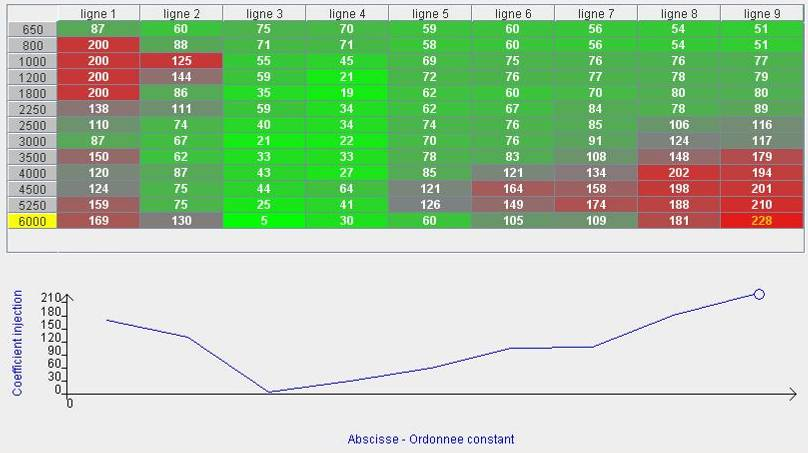 ligne 1 ligne 2 ligne 3 ligne 4 ligne 5 ligne 6 ligne 7 ligne 8 ligne 9
650 87 60 75 70 59 60 56 54 51
800 200 88 71 71 58 60 56 54 51
1000 200 125 55 45 69 75 76 76 77
1200 200 144 59 21 72 76 77 78 79
1800 200 86 35 19 62 60 70 80 80
2250 138 111 59 34 62 67 84 78 89
2500 110 74 40 34 74 76 85 106 116
3000 87 67 21 22 70 76 91 124 117
3500 150 62 33 33 78 83 108 148 179
4000 120 87 43 27 85 121 134 202 194
4500 124 75 44 64 121 164 158 198 201
5250 159 75 25 41 126 149 174 188 210
6000 169 130 5 30 60 105 109 181 228
Coefficient injection
210
180
150
120
90
60
30
0
0
Abscisse - Ordonnee constant